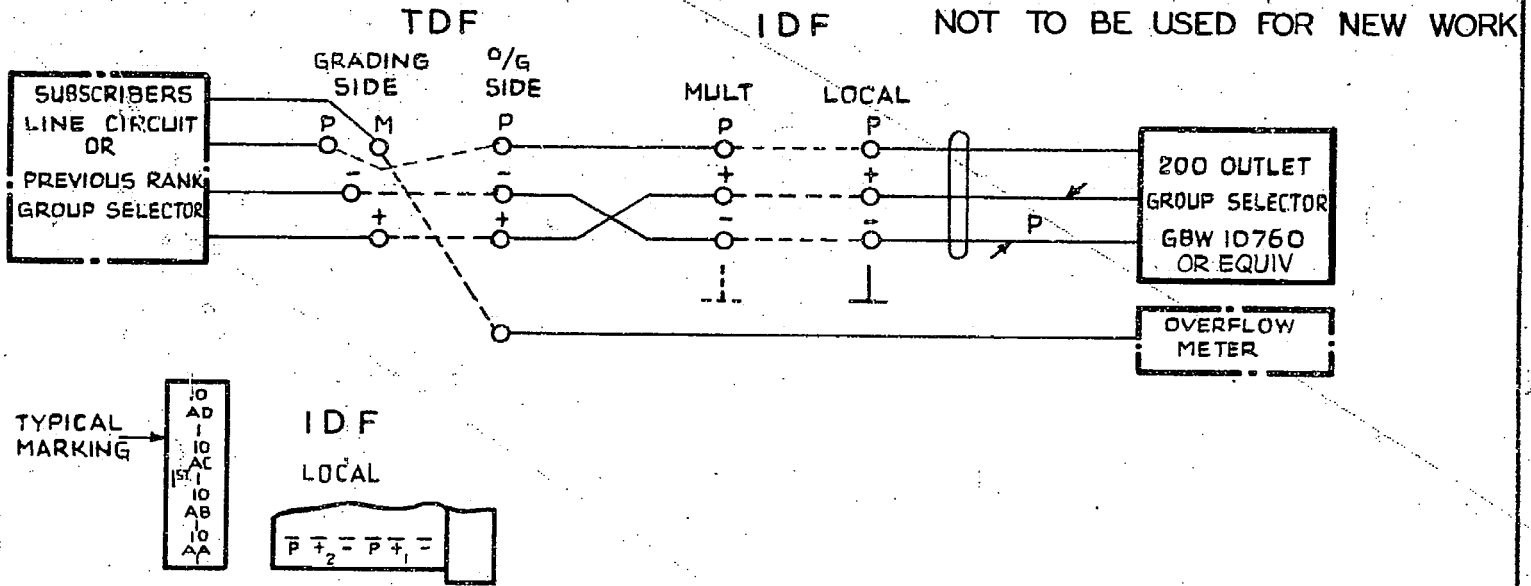 TDF
IDF
NOT TO BE USED FOR NEW WORK
GRADING
SIDE
O/G
SIDE
MULT
LOCAL
SUBSCRIBERS
LINE CIRCUIT
OR
PREVIOUS RANK
GROUP SELECTOR
P M
P
P
P
-
-
+
+
+
+
-
-
P
200 OUTLET
GROUP SELECTOR
GBW 10760
OR EQUIV
OVERFLOW
METER
TYPICAL
MARKING
10
AD
1
10
AC
1ST 1
10
AB
1
10
AA
1
IDF
LOCAL
P +2 - P +1 -